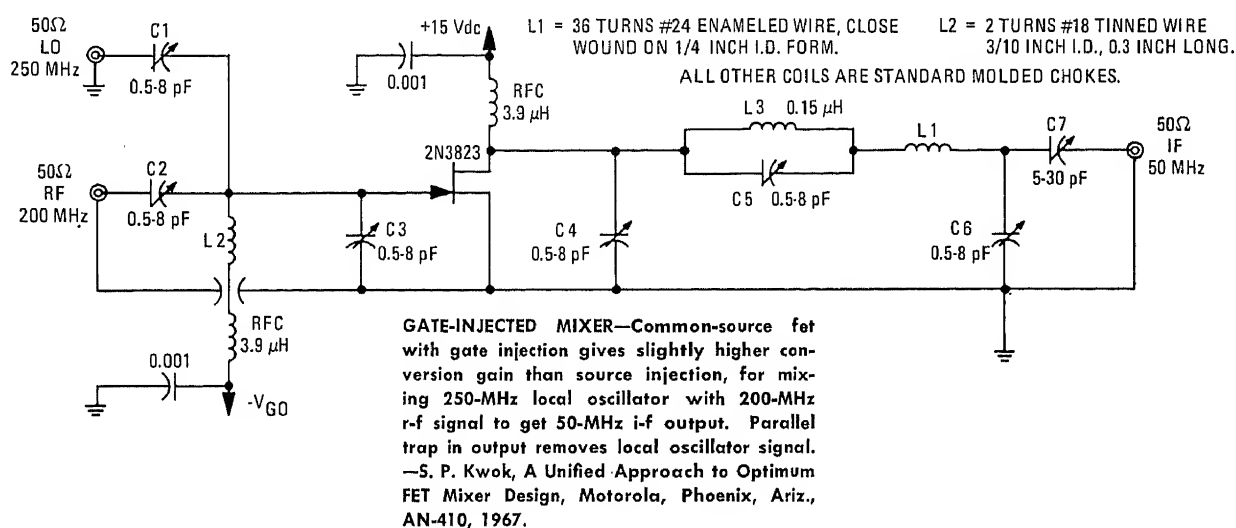 50Ω
LO
250 MHz
C1
0.5-8 pF
+15 Vdc
0.001
RFC
3.9 µH
L1 = 36 TURNS #24 ENAMELED WIRE, CLOSE
WOUND ON 1/4 INCH I.D. FORM.
L2 = 2 TURNS #18 TINNED WIRE
3/10 INCH I.D., 0.3 INCH LONG.
ALL OTHER COILS ARE STANDARD MOLDED CHOKES.
50Ω
RF
200 MHz
C2
0.5-8 pF
2N3823
L3 0.15 µH
C5 0.5-8 pF
L1
C7
5-30 pF
50Ω
IF
50 MHz
L2
C3
0.5-8 pF
C4
0.5-8 pF
C6
0.5-8 pF
RFC
3.9 µH
0.001
-VGO
GATE-INJECTED MIXER—Common-source fet
with gate injection gives slightly higher con-
version gain than source injection, for mix-
ing 250-MHz local oscillator with 200-MHz
r-f signal to get 50-MHz i-f output. Parallel
trap in output removes local oscillator signal.
—S. P. Kwok, A Unified Approach to Optimum
FET Mixer Design, Motorola, Phoenix, Ariz.,
AN-410, 1967.